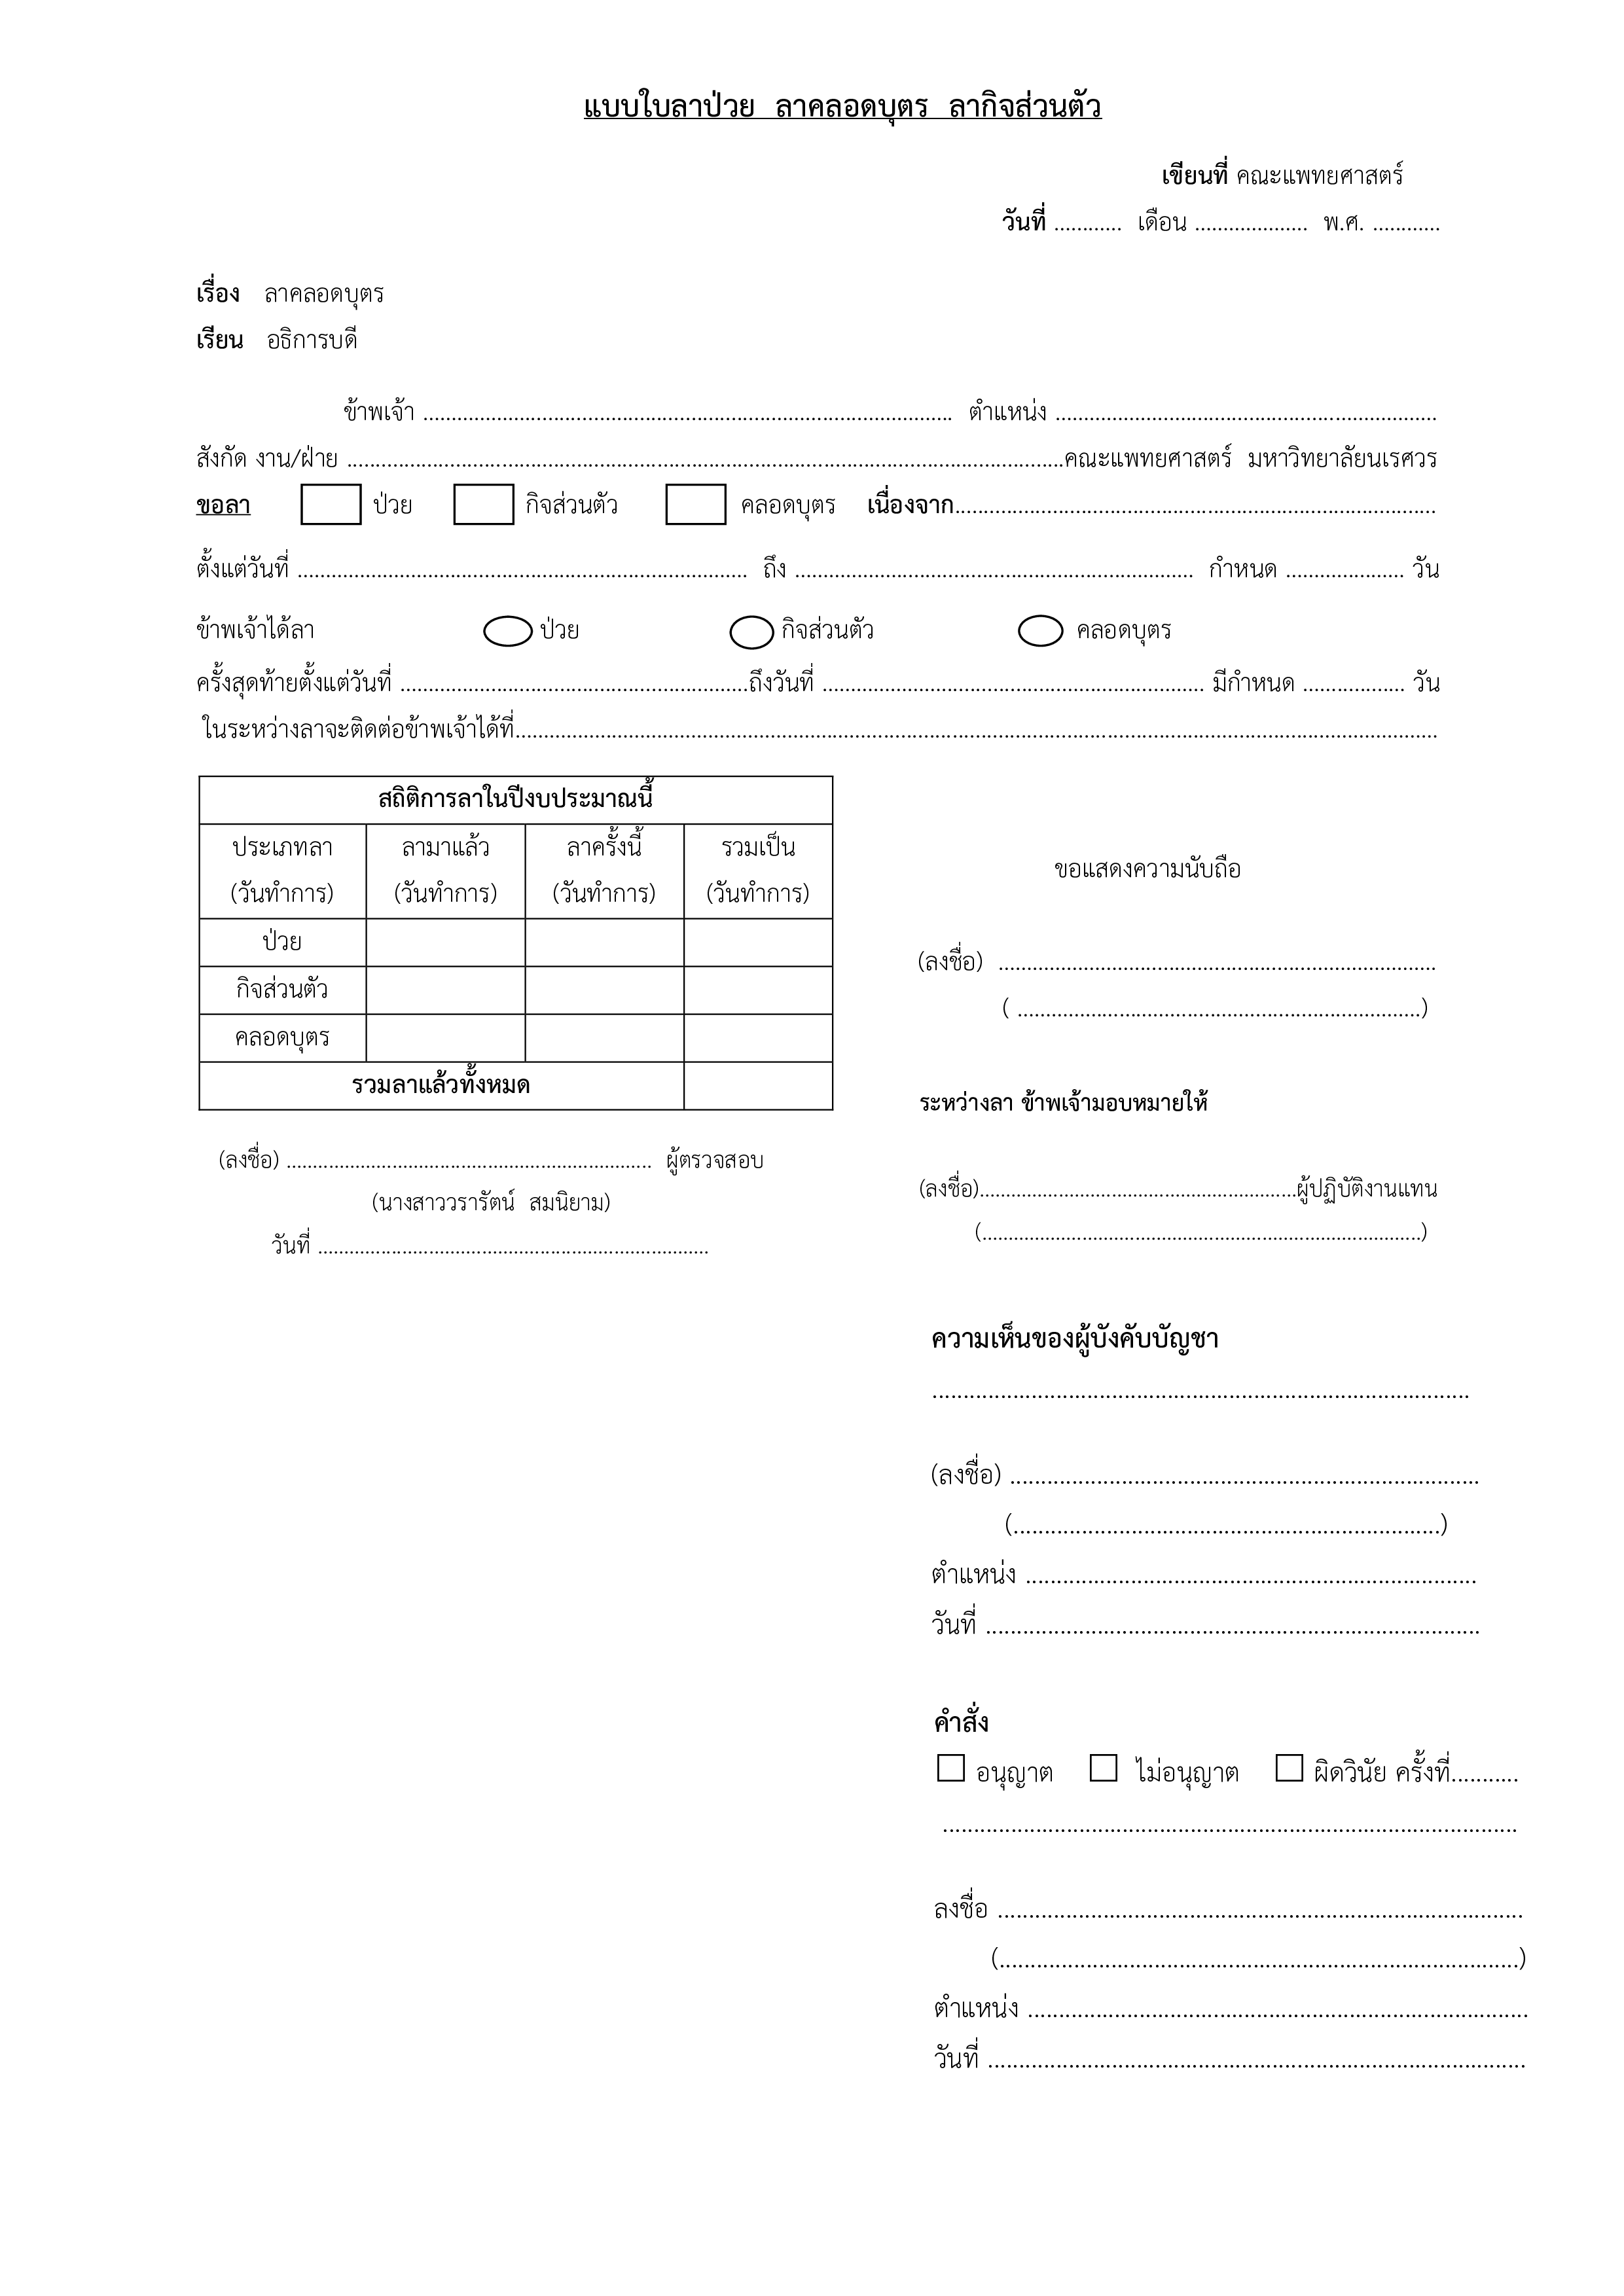 แบบใบลาป่วย ลาคลอดบุตร ลากิจส่วนตัว
เขียนที่ คณะแพทยศาสตร์
วันที่ ............ เดือน .................... พ.ศ. ............
เรื่อง ลาคลอดบุตร
เรียน อธิการบดี
ข้าพเจ้า ........................................ ตำแหน่ง ........................................
สังกัด งาน/ฝ่าย ........................................คณะแพทยศาสตร์ มหาวิทยาลัยนเรศวร
ขอลา ป่วย กิจส่วนตัว คลอดบุตร เนื่องจาก........................................
ตั้งแต่วันที่ ........................................ ถึง ........................................ กำหนด ..................... วัน
ข้าพเจ้าได้ลา ป่วย กิจส่วนตัว คลอดบุตร
ครั้งสุดท้ายตั้งแต่วันที่ ........................................ถึงวันที่ ........................................ มีกำหนด .................. วัน
ในระหว่างลาจะติดต่อข้าพเจ้าได้ที่........................................
สถิติการลาในปีงบประมาณนี้
ประเภทลา ลามาแล้ว ลาครั้งนี้ รวมเป็น
(วันทำการ) (วันทำการ) (วันทำการ) (วันทำการ)
ป่วย
กิจส่วนตัว
คลอดบุตร
รวมลาแล้วทั้งหมด
(ลงชื่อ) ........................................ ผู้ตรวจสอบ
(นางสาววรารัตน์ สมนิยาม)
วันที่ ........................................
ขอแสดงความนับถือ
(ลงชื่อ) ........................................
( ........................................)
ระหว่างลา ข้าพเจ้ามอบหมายให้
(ลงชื่อ)........................................ผู้ปฏิบัติงานแทน
(........................................)
ความเห็นของผู้บังคับบัญชา
........................................
(ลงชื่อ) ........................................
(........................................)
ตำแหน่ง ........................................
วันที่ ........................................
คำสั่ง
อนุญาต ไม่อนุญาต ผิดวินัย ครั้งที่...........
........................................
ลงชื่อ ........................................
(........................................)
ตำแหน่ง ........................................
วันที่ ........................................